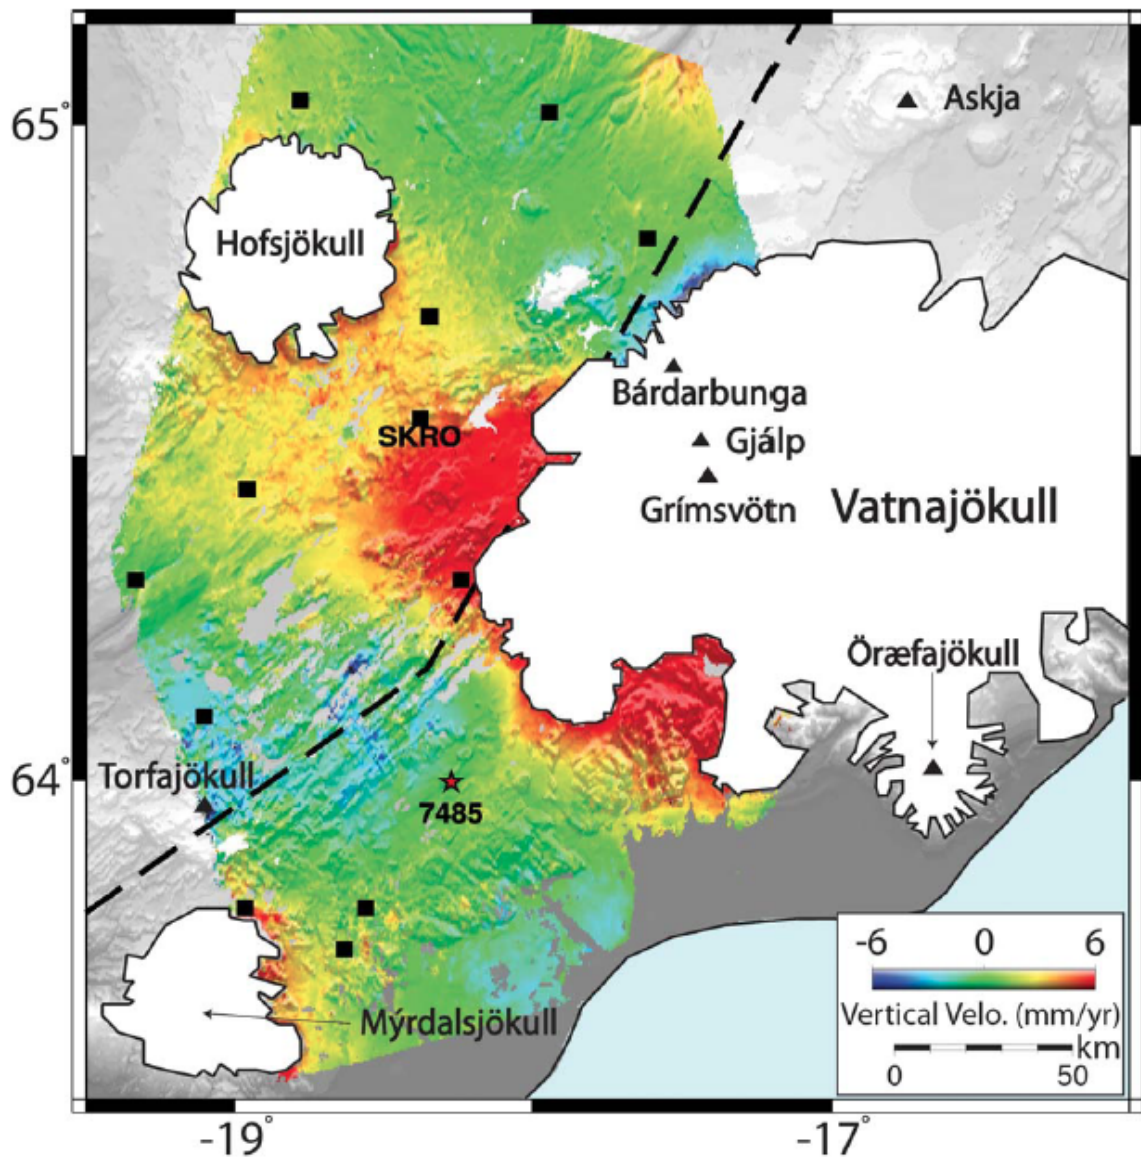 65°
Askja
Hofsjökull
Bárdarbunga
SKRO
Gjálp
Grímsvötn
Vatnajökull
Öræfajökull
64°
Torfajökull
7485
-6 0 6
Vertical Velo. (mm/yr)
km
0 50
Mýrdalsjökull
-19° -17°